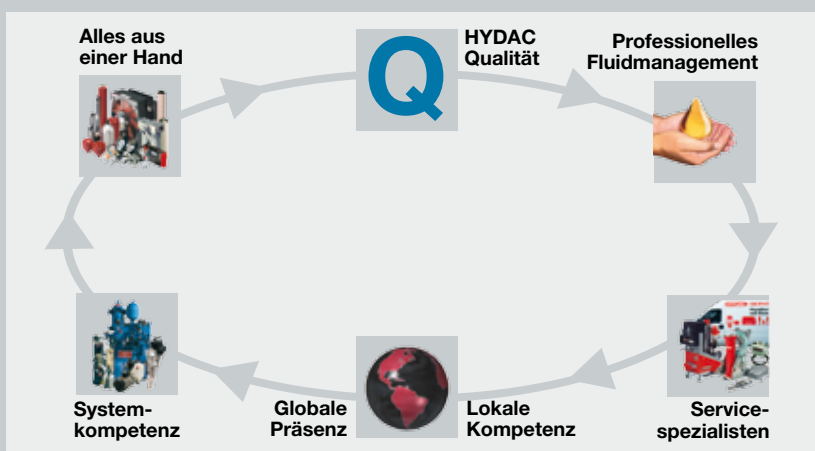 Alles aus
einer Hand
Q
HYDAC
Qualität
Professionelles
Fluidmanagement
Service-
spezialisten
Lokale
Kompetenz
Globale
Präsenz
System-
kompetenz